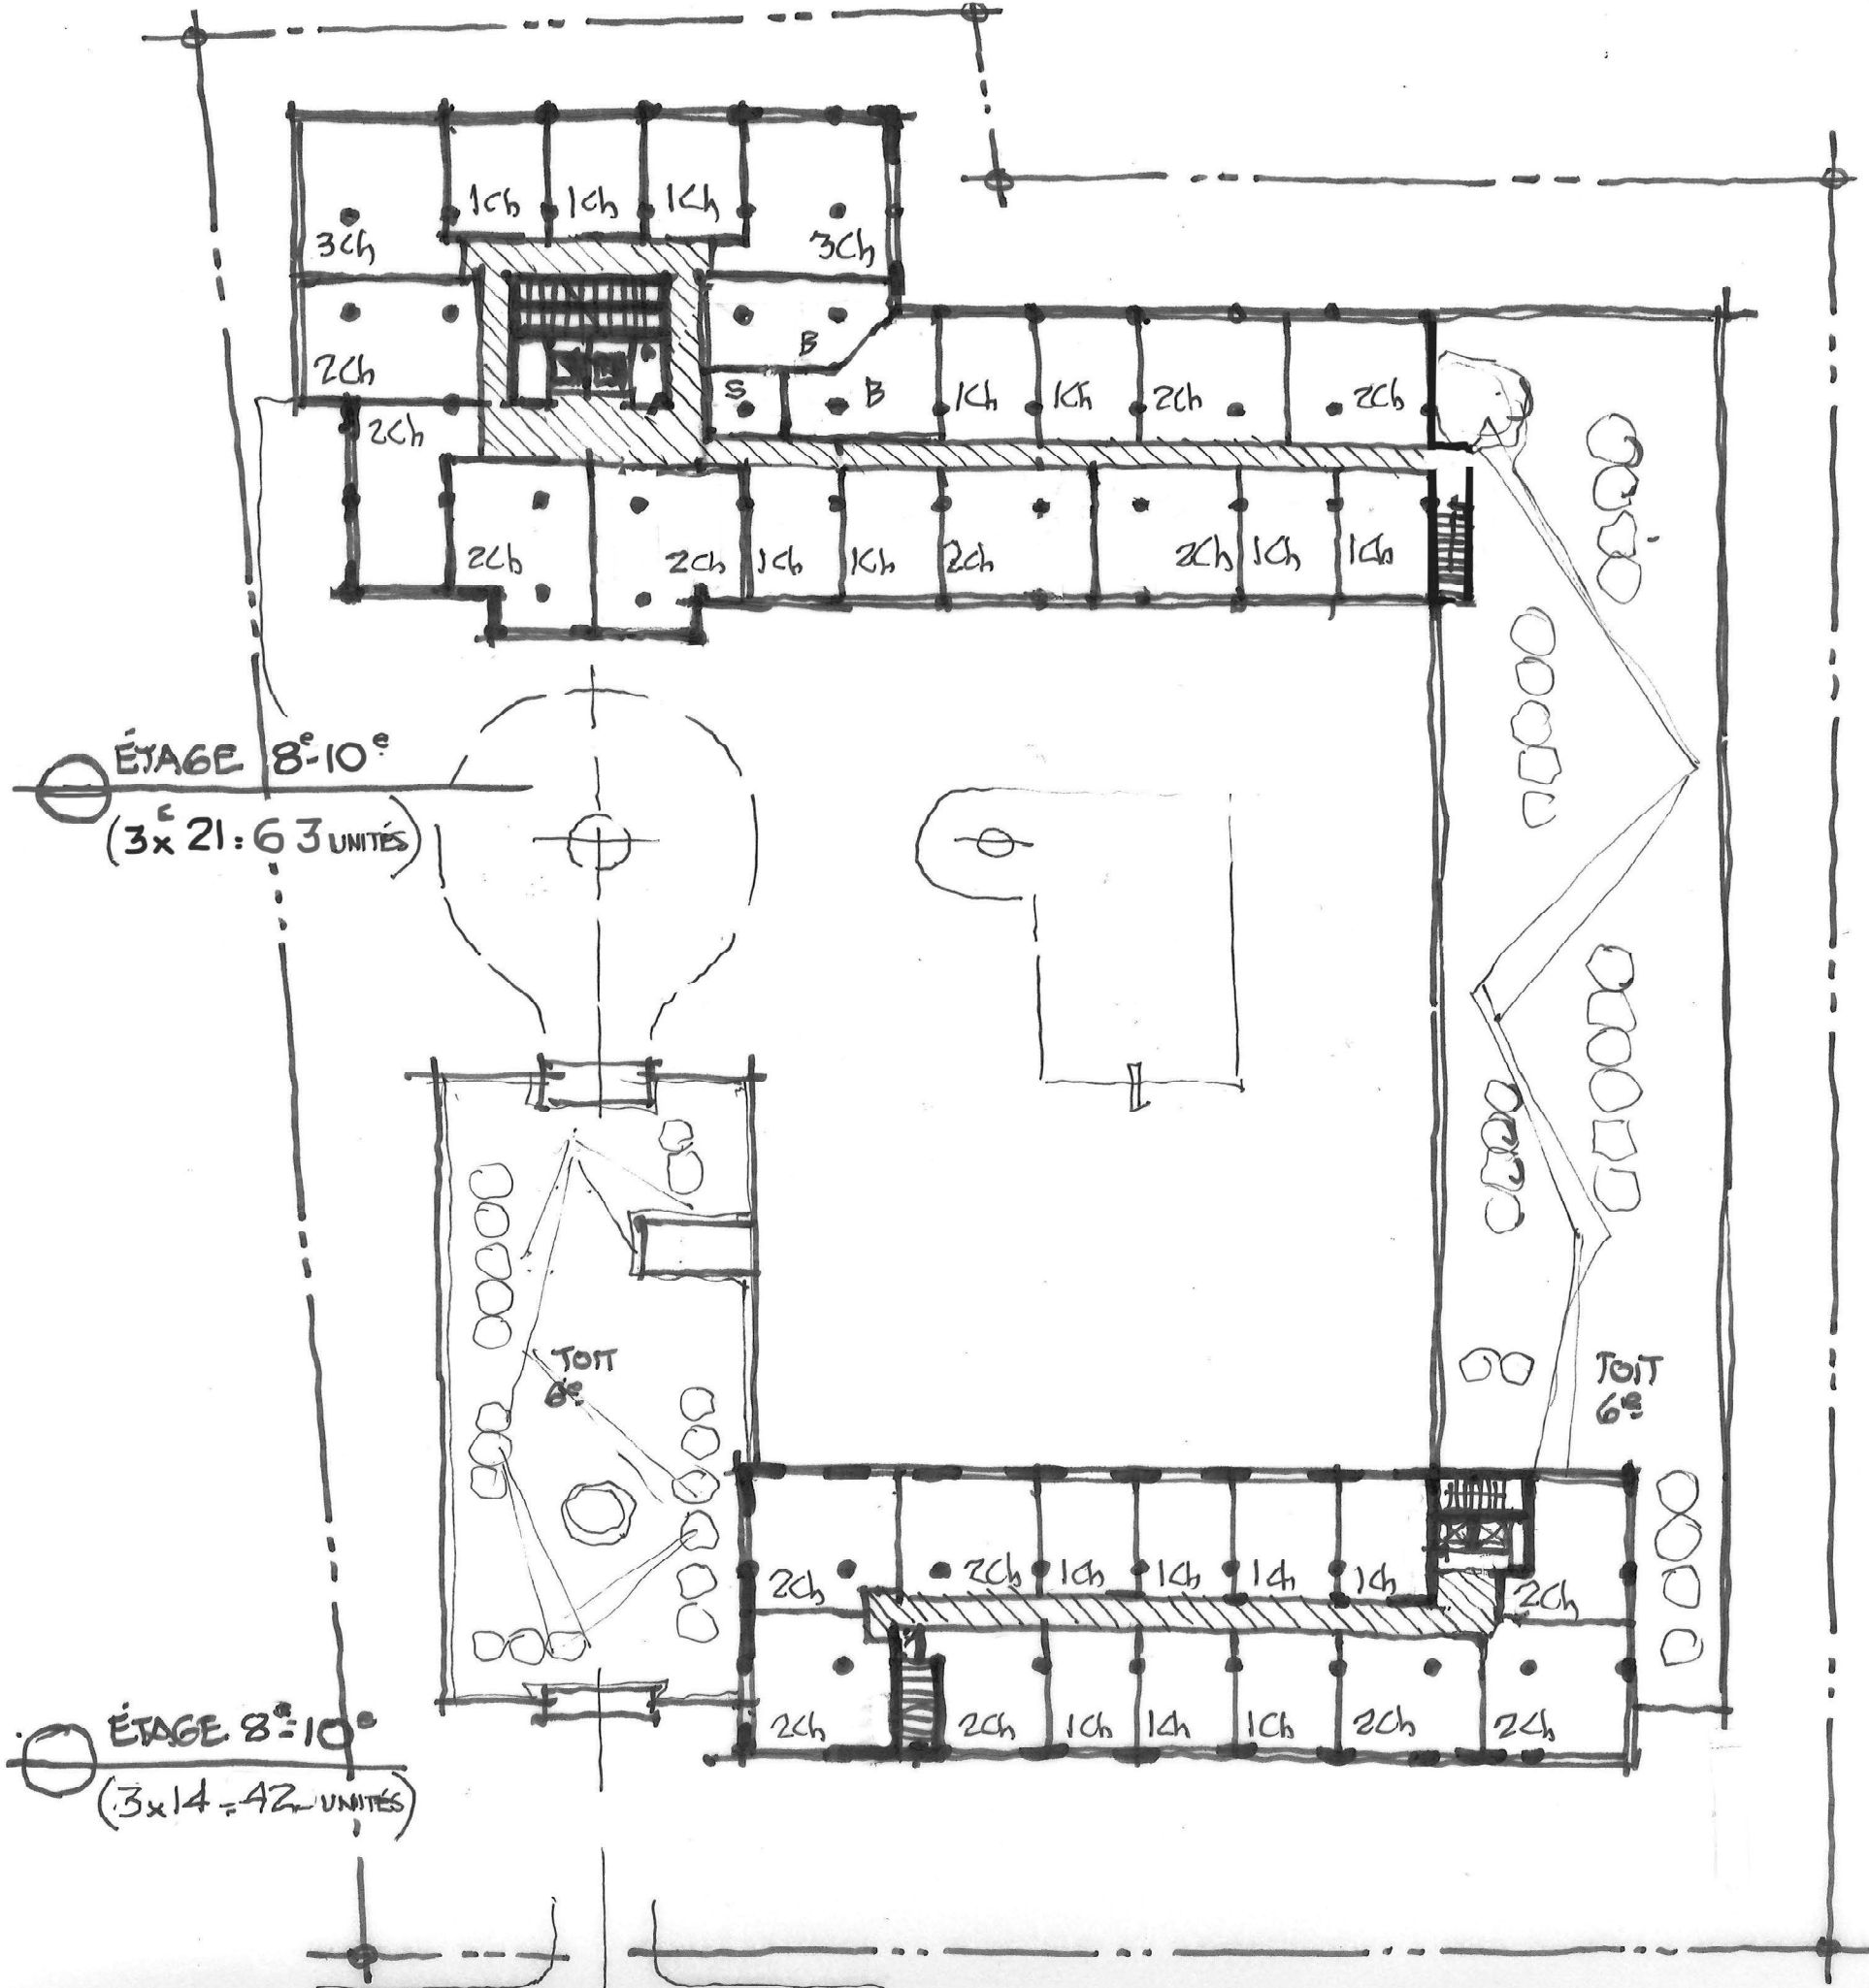 1Ch 1Ch 1Ch
3Ch 3Ch
B
2Ch
S B 1Ch 1Ch 2Ch 2Ch
2Ch
2Ch 2Ch 1Ch 1Ch 2Ch 2Ch 1Ch 1Ch
ÉTAGE 8e-10e
(3x 21=63 UNITÉS)
TOIT
6e
TOIT
6e
2Ch 2Ch 1Ch 1Ch 1Ch 1Ch 2Ch
2Ch 2Ch 1Ch 1Ch 1Ch 2Ch 2Ch
ÉTAGE 8e-10e
(3x14=42 UNITÉS)